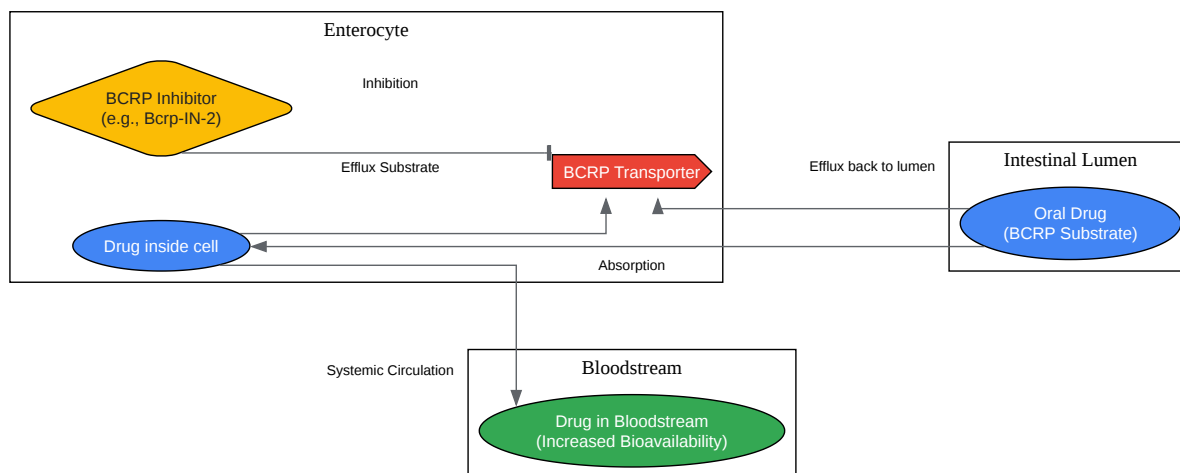 Enterocyte
Inhibition
BCRP Inhibitor
(e.g., Bcrp-IN-2)
Efflux Substrate
BCRP Transporter
Efflux back to lumen
Intestinal Lumen
Oral Drug
(BCRP Substrate)
Drug inside cell
Absorption
Systemic Circulation
Bloodstream
Drug in Bloodstream
(Increased Bioavailability)